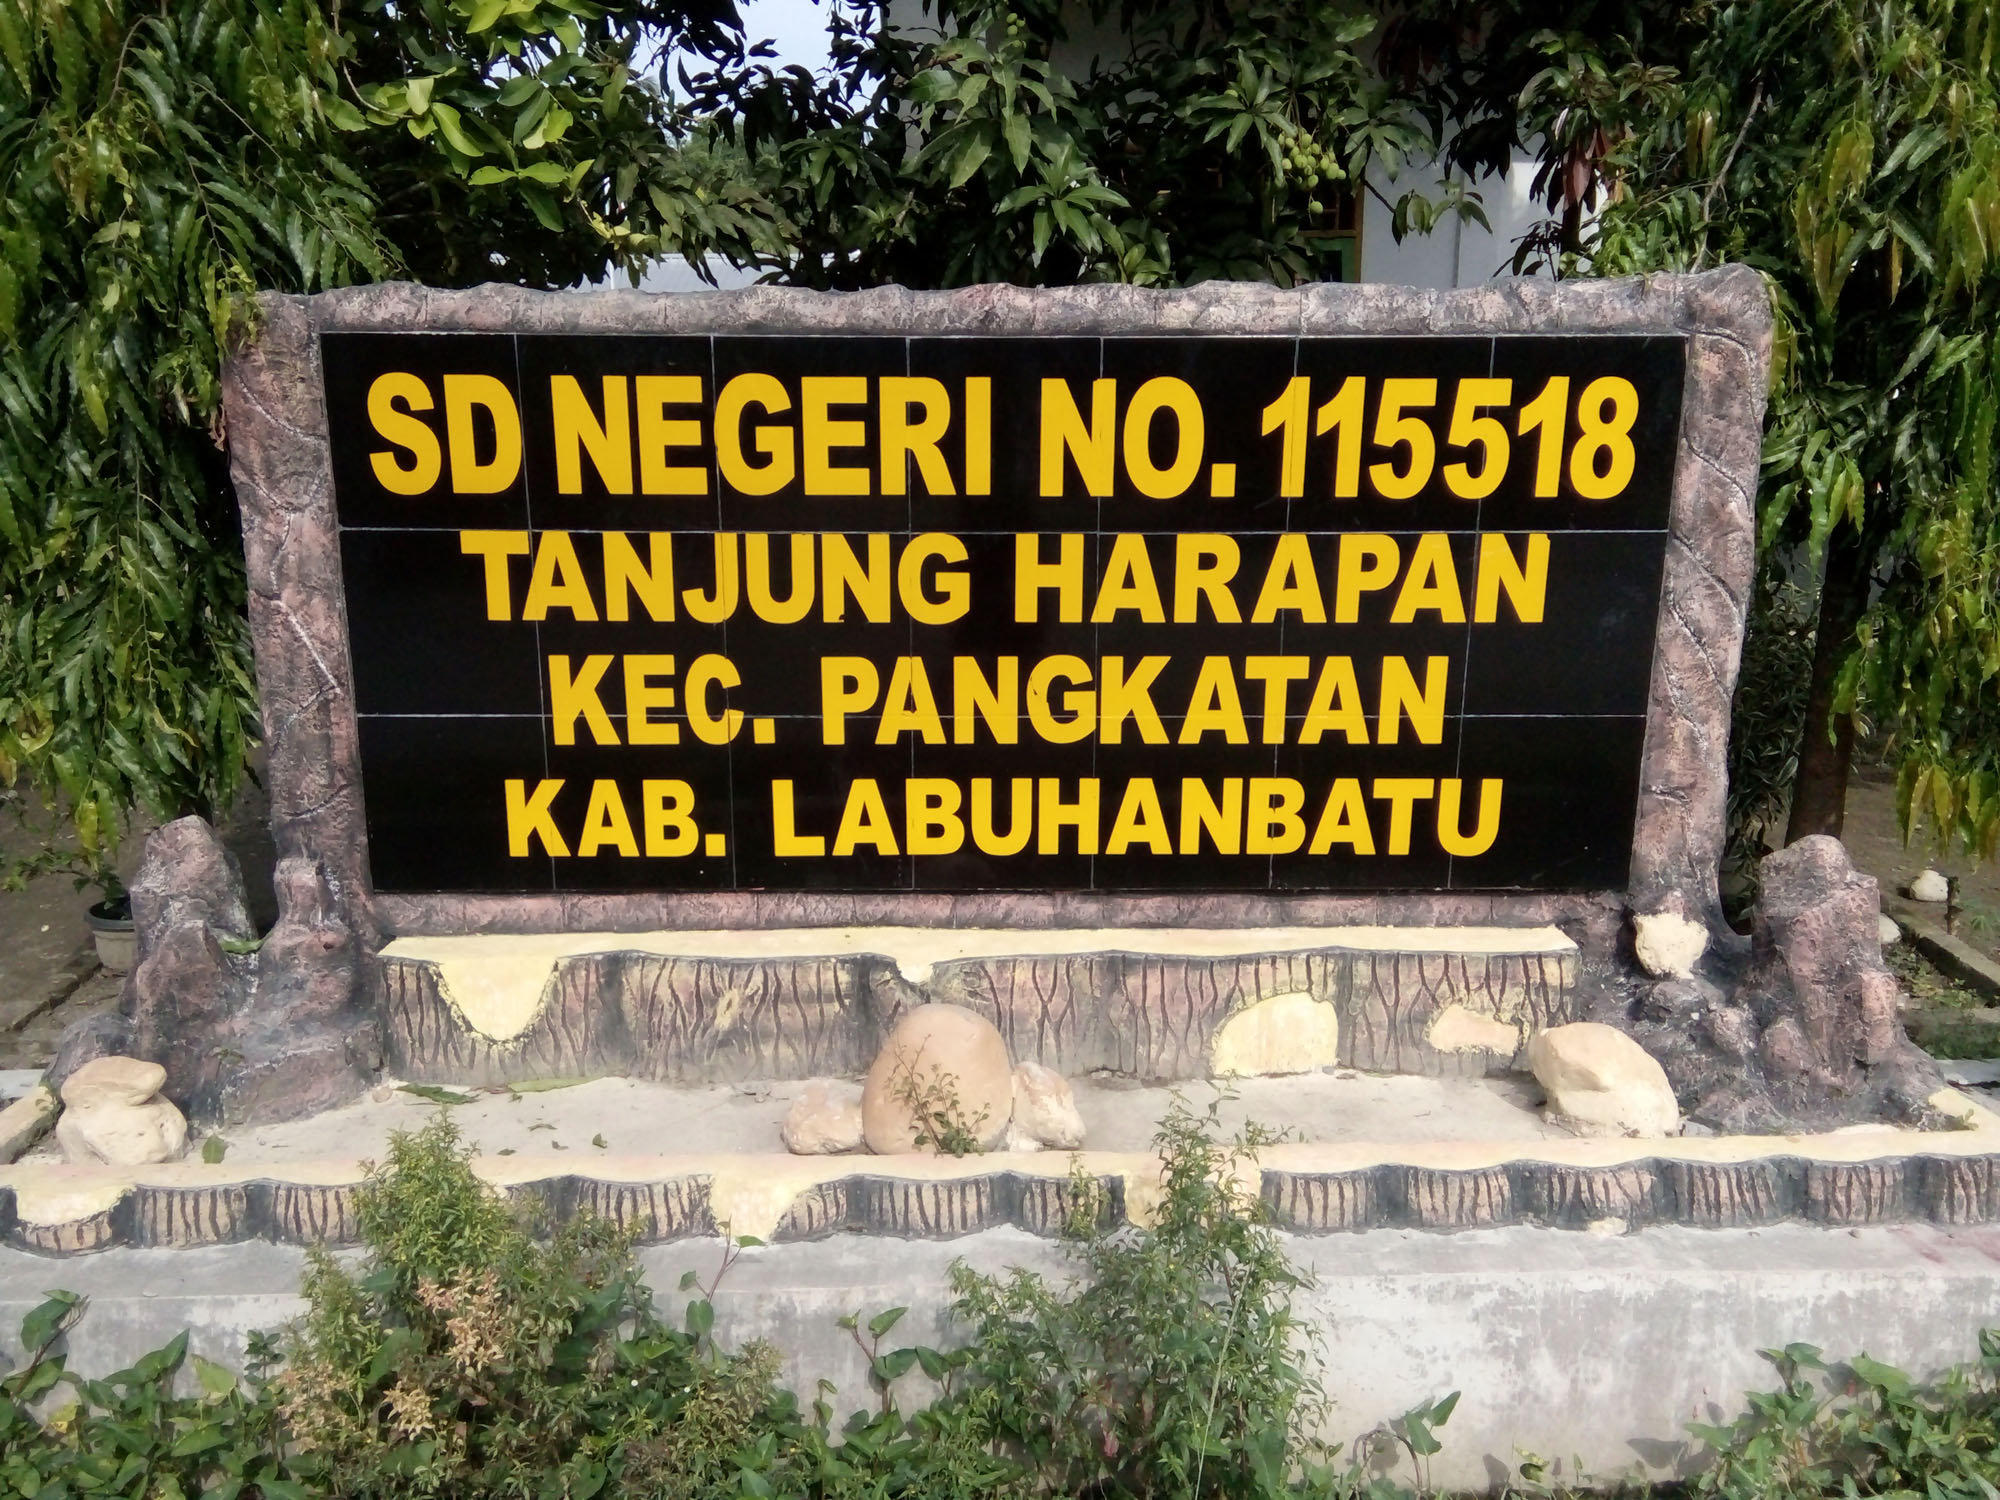 SD NEGERI NO. 115518
TANJUNG HARAPAN
KEC. PANGKATAN
KAB. LABUHANBATU